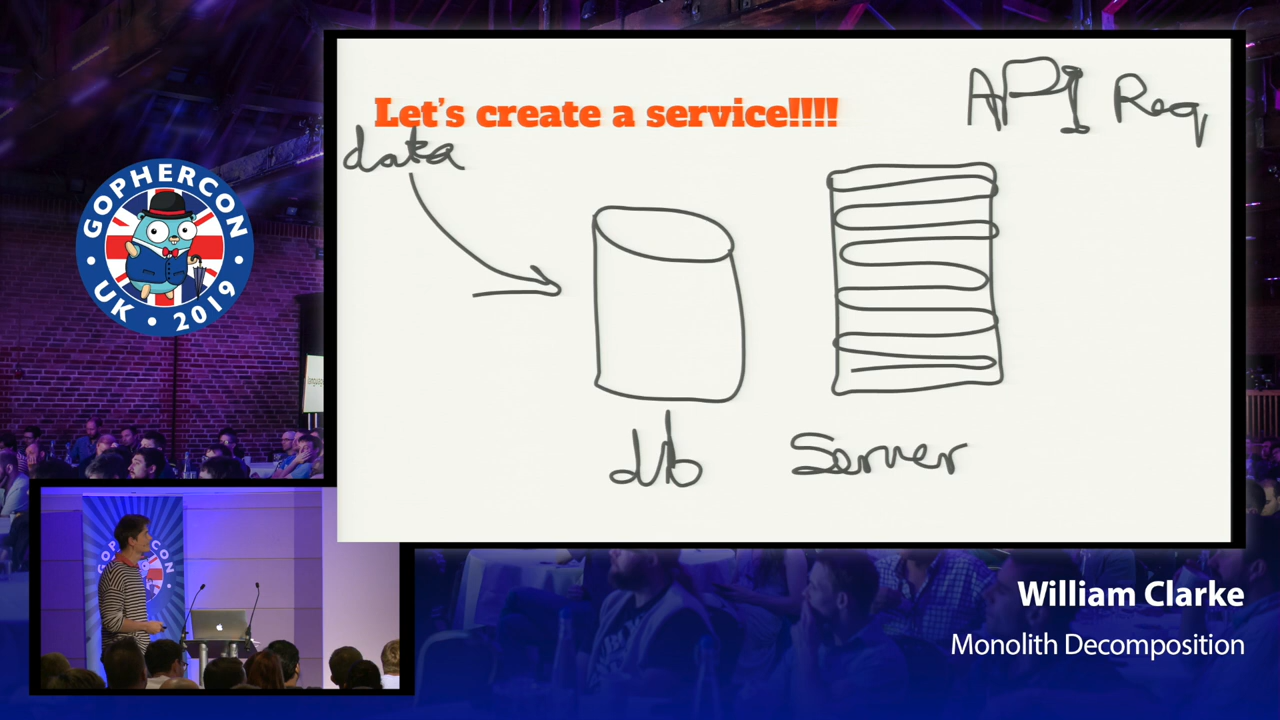 GOPHERCON
UK • 2019
Let's create a service!!!!
API Req
data
db
Server
William Clarke
Monolith Decomposition